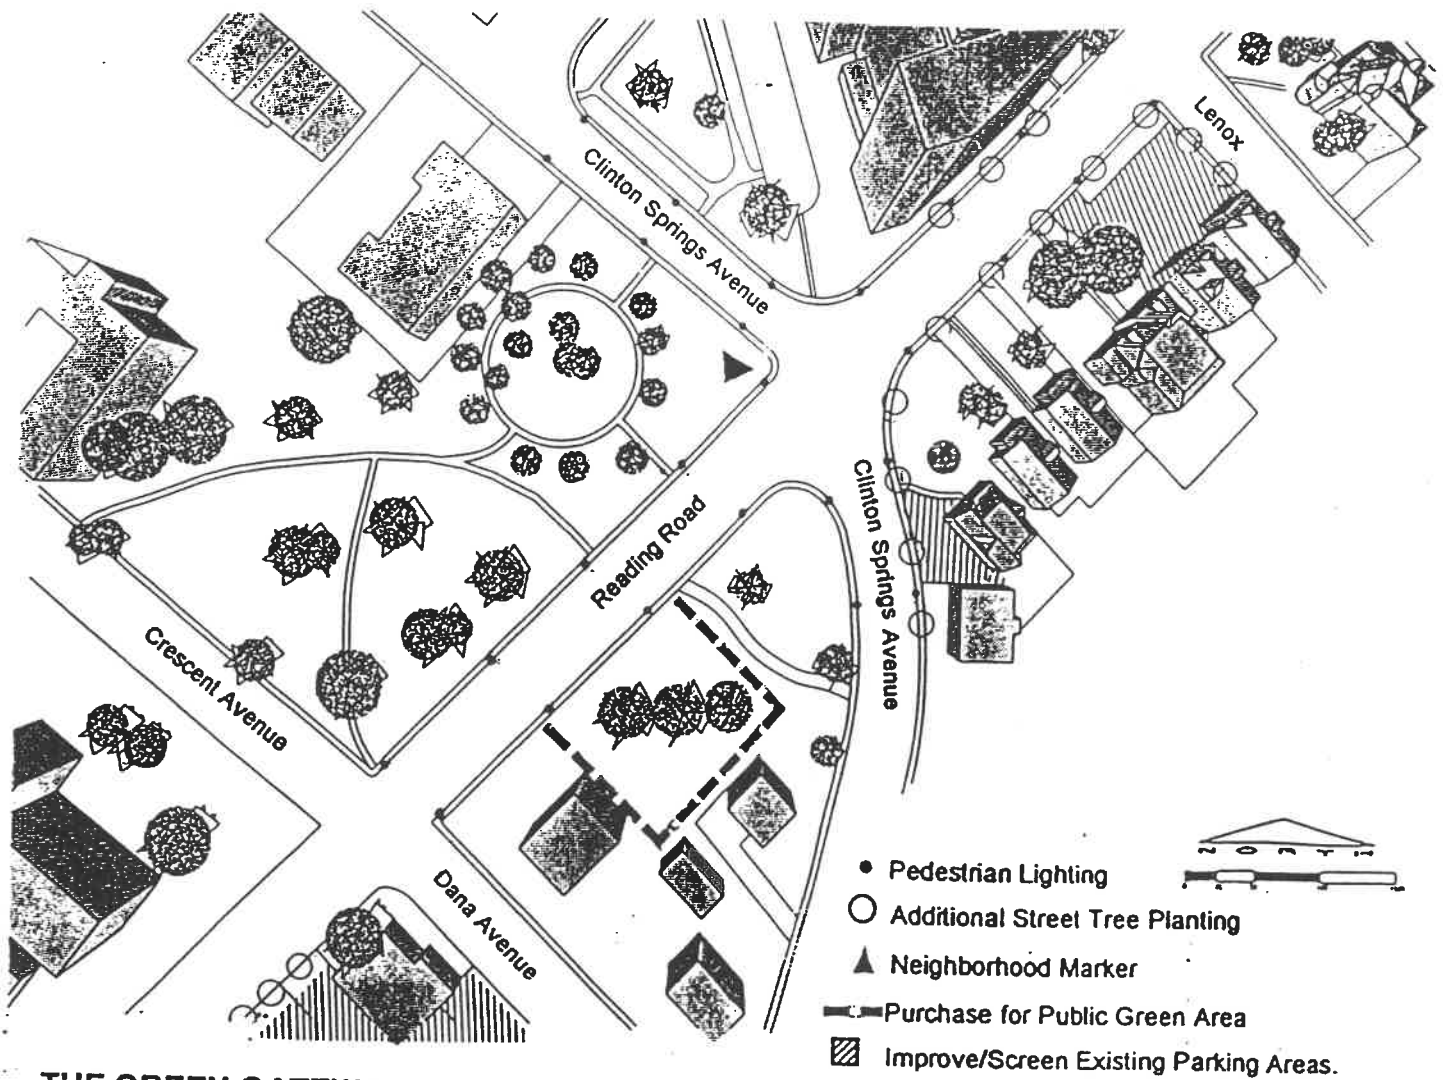 Lenox
Clinton Springs Avenue
Reading Road
Clinton Springs Avenue
Crescent Avenue
Dana Avenue
Pedestrian Lighting
Additional Street Tree Planting
Neighborhood Marker
Purchase for Public Green Area
Improve/Screen Existing Parking Areas.